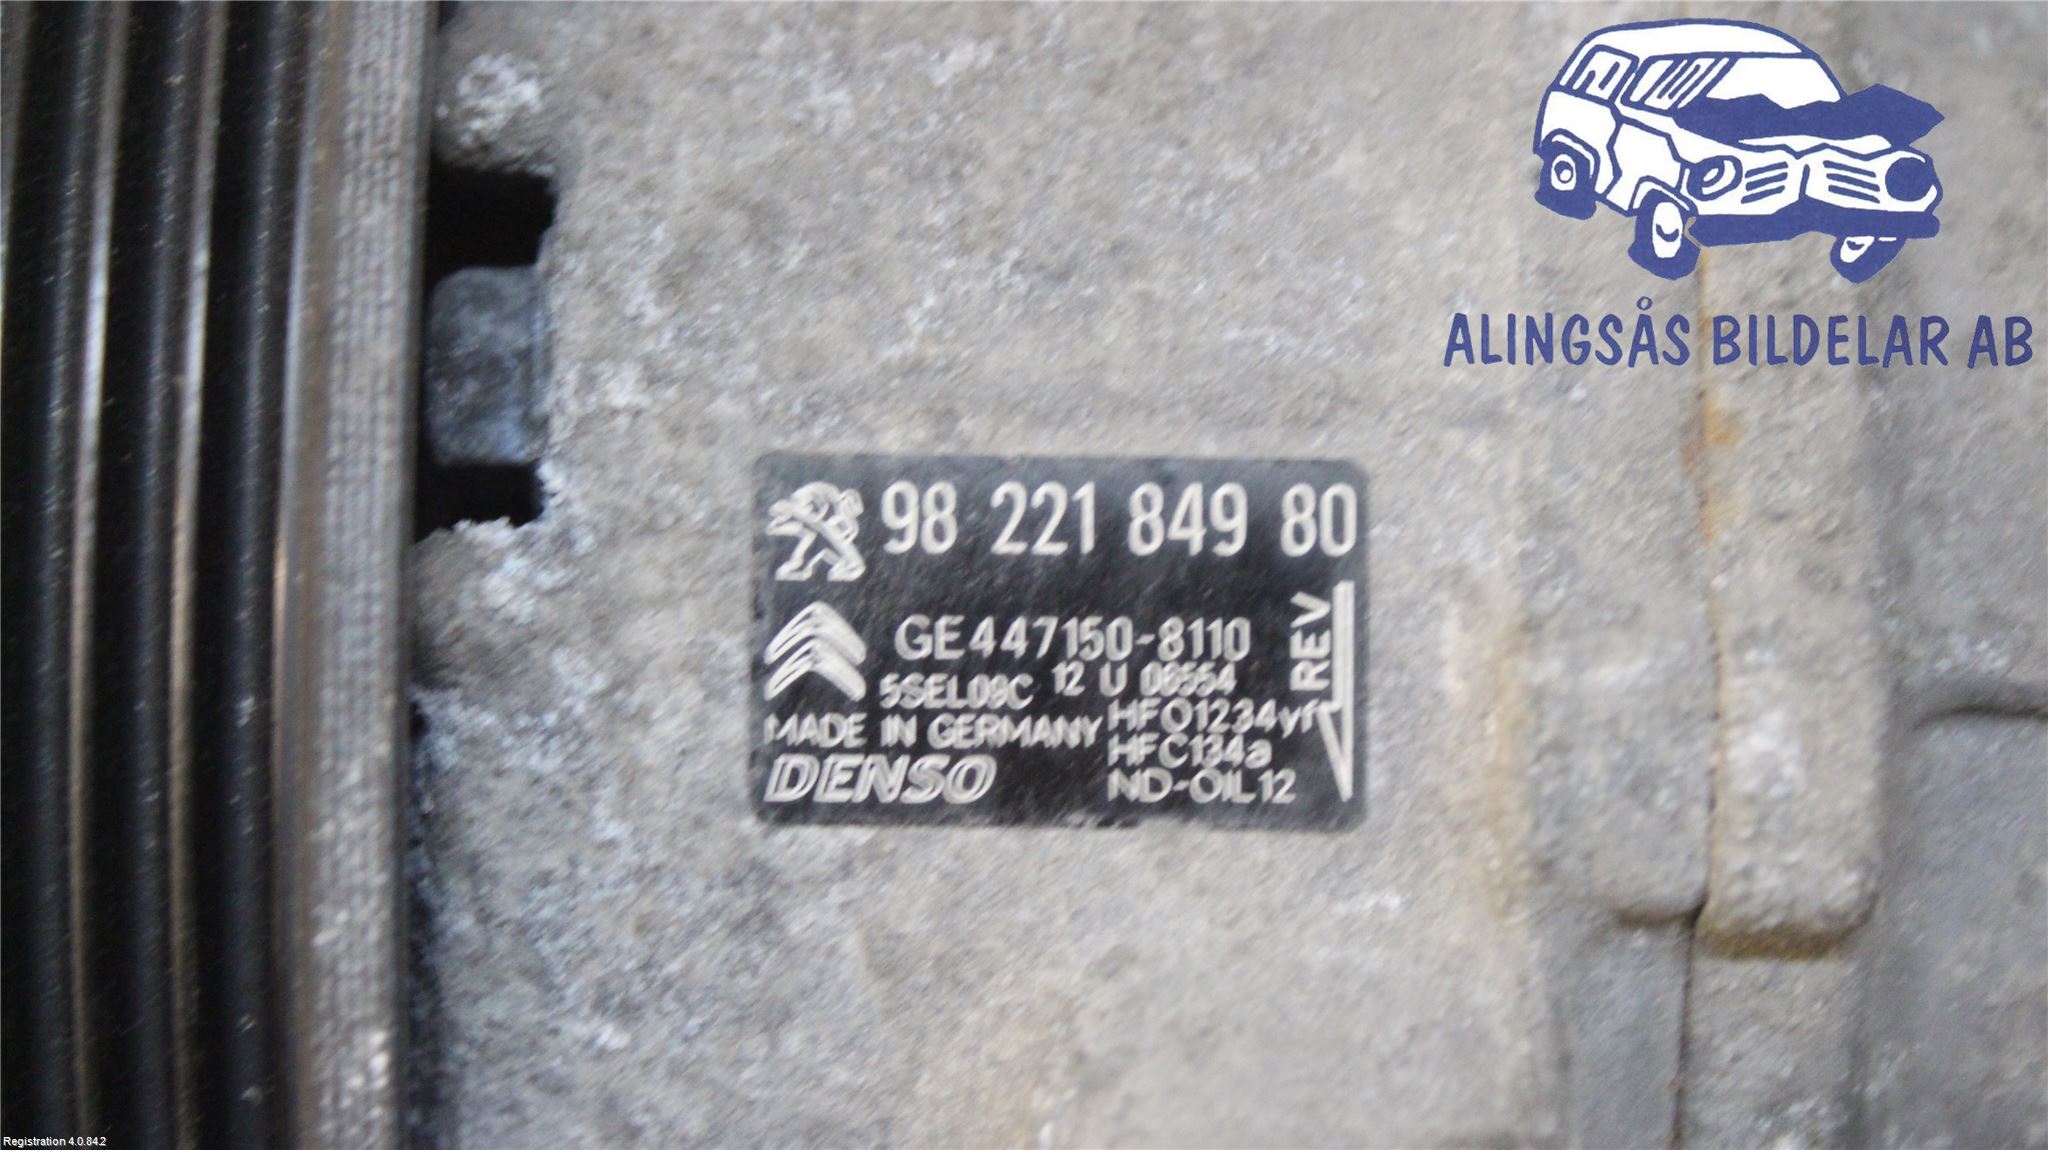 ALINGSÅS BILDELAR AB
98 221 849 80
GE447150-8110
5SEL09C 12 U 06554
REV
MADE IN GERMANY HFO1234yf
HFC134a
DENSO ND-OIL12
Registration 4.0.84.2